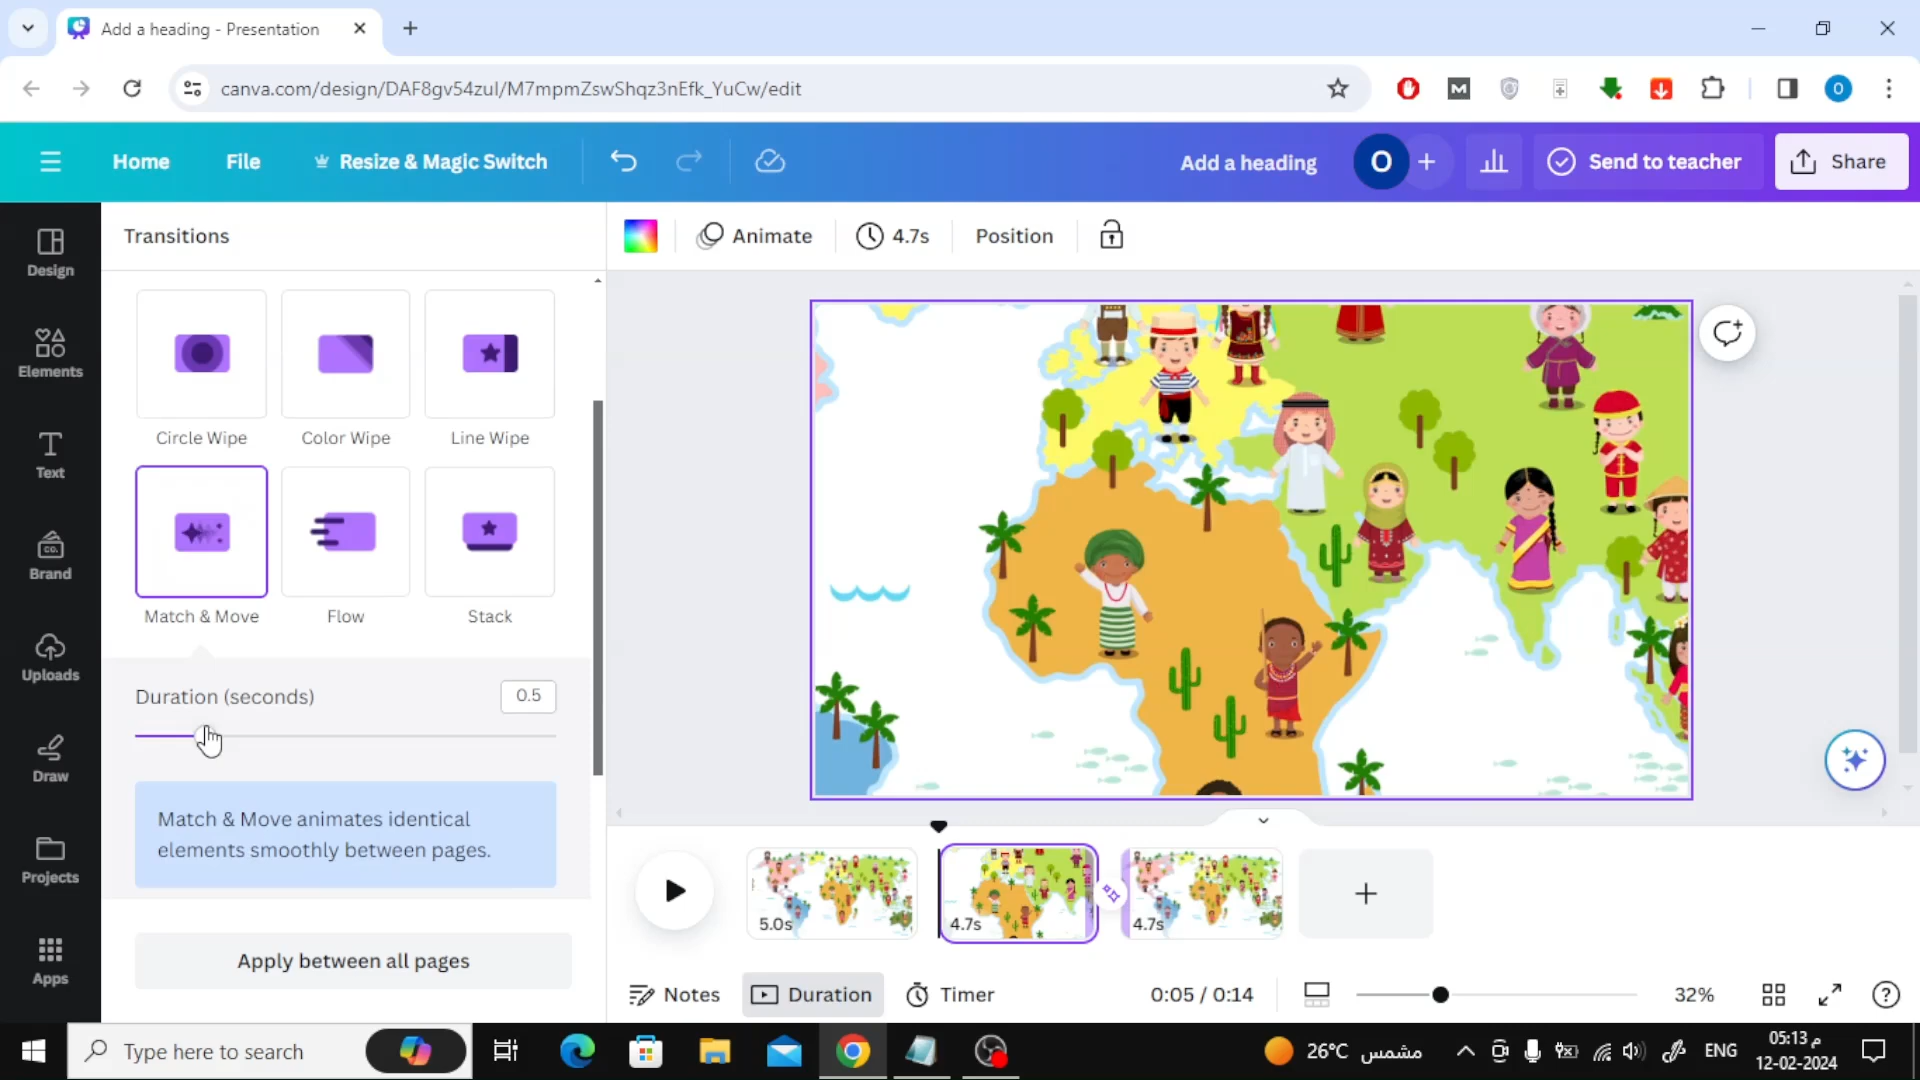 Add a heading - Presentation
canva.com/design/DAF8gv54zuI/M7mpmZswShqz3nEfk_YuCw/edit
Home
File
Resize & Magic Switch
Add a heading
O
Send to teacher
Share
Design
Elements
Text
CO.
Brand
Uploads
Draw
Projects
Apps
Transitions
Circle Wipe
Color Wipe
Line Wipe
Match & Move
Flow
Stack
Duration (seconds)
0.5
Match & Move animates identical
elements smoothly between pages.
Apply between all pages
Animate
4.7s
Position
5.0s
4.7s
4.7s
Notes
Duration
Timer
0:05 / 0:14
32%
Type here to search
26°C مشمس
ENG
05:13 م
12-02-2024